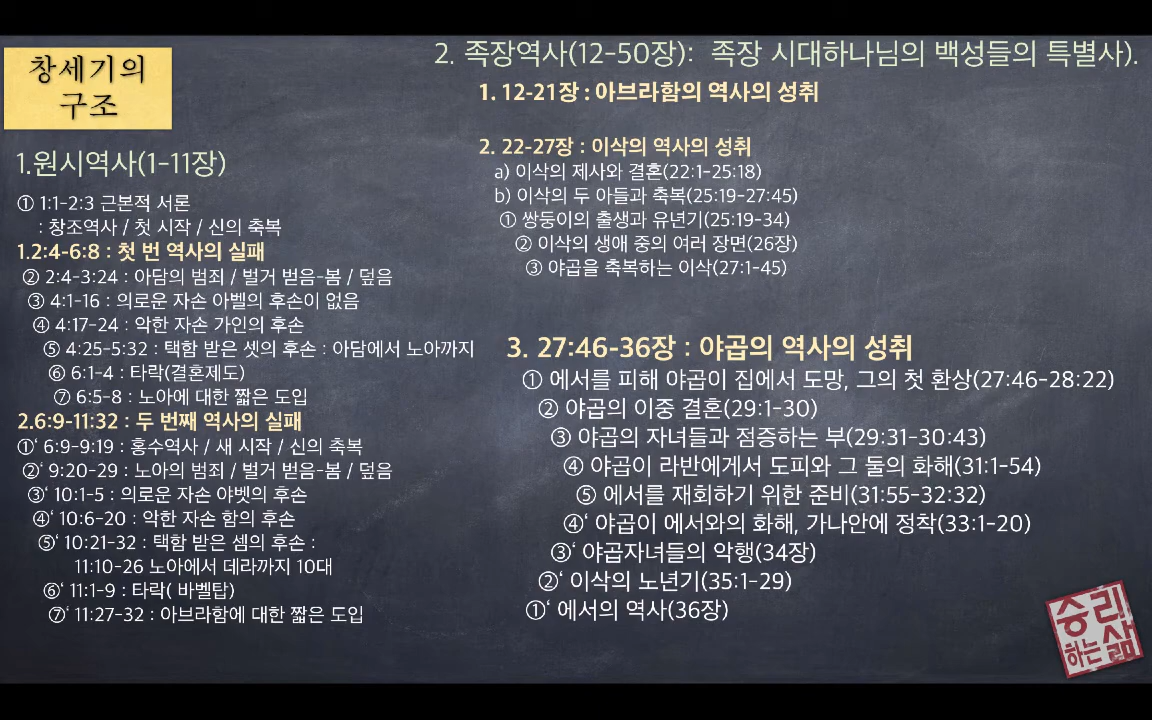 창세기의
구조
1.원시역사(1-11장)
① 1:1-2:3 근본적 서론
: 창조역사 / 첫 시작 / 신의 축복
1.2:4-6:8 : 첫 번 역사의 실패
② 2:4-3:24 : 아담의 범죄 / 벌거 벋음-봄 / 덮음
③ 4:1-16 : 의로운 자손 아벨의 후손이 없음
④ 4:17-24 : 악한 자손 가인의 후손
⑤ 4:25-5:32 : 택함 받은 셋의 후손 : 아담에서 노아까지
⑥ 6:1-4 : 타락(결혼제도)
⑦ 6:5-8 : 노아에 대한 짧은 도입
2.6:9-11:32 : 두 번째 역사의 실패
①‘ 6:9-9:19 : 홍수역사 / 새 시작 / 신의 축복
②‘ 9:20-29 : 노아의 범죄 / 벌거 벋음-봄 / 덮음
③‘ 10:1-5 : 의로운 자손 야벳의 후손
④‘ 10:6-20 : 악한 자손 함의 후손
⑤‘ 10:21-32 : 택함 받은 셈의 후손 :
11:10-26 노아에서 데라까지 10대
⑥‘ 11:1-9 : 타락( 바벨탑)
⑦‘ 11:27-32 : 아브라함에 대한 짧은 도입
2. 족장역사(12-50장): 족장 시대하나님의 백성들의 특별사).
1. 12-21장 : 아브라함의 역사의 성취
2. 22-27장 : 이삭의 역사의 성취
a) 이삭의 제사와 결혼(22:1-25:18)
b) 이삭의 두 아들과 축복(25:19-27:45)
① 쌍둥이의 출생과 유년기(25:19-34)
② 이삭의 생애 중의 여러 장면(26장)
③ 야곱을 축복하는 이삭(27:1-45)
3. 27:46-36장 : 야곱의 역사의 성취
① 에서를 피해 야곱이 집에서 도망, 그의 첫 환상(27:46-28:22)
② 야곱의 이중 결혼(29:1-30)
③ 야곱의 자녀들과 점증하는 부(29:31-30:43)
④ 야곱이 라반에게서 도피와 그 둘의 화해(31:1-54)
⑤ 에서를 재회하기 위한 준비(31:55-32:32)
④‘ 야곱이 에서와의 화해, 가나안에 정착(33:1-20)
③‘ 야곱자녀들의 악행(34장)
②‘ 이삭의 노년기(35:1-29)
①‘ 에서의 역사(36장)
승리
하는 삶